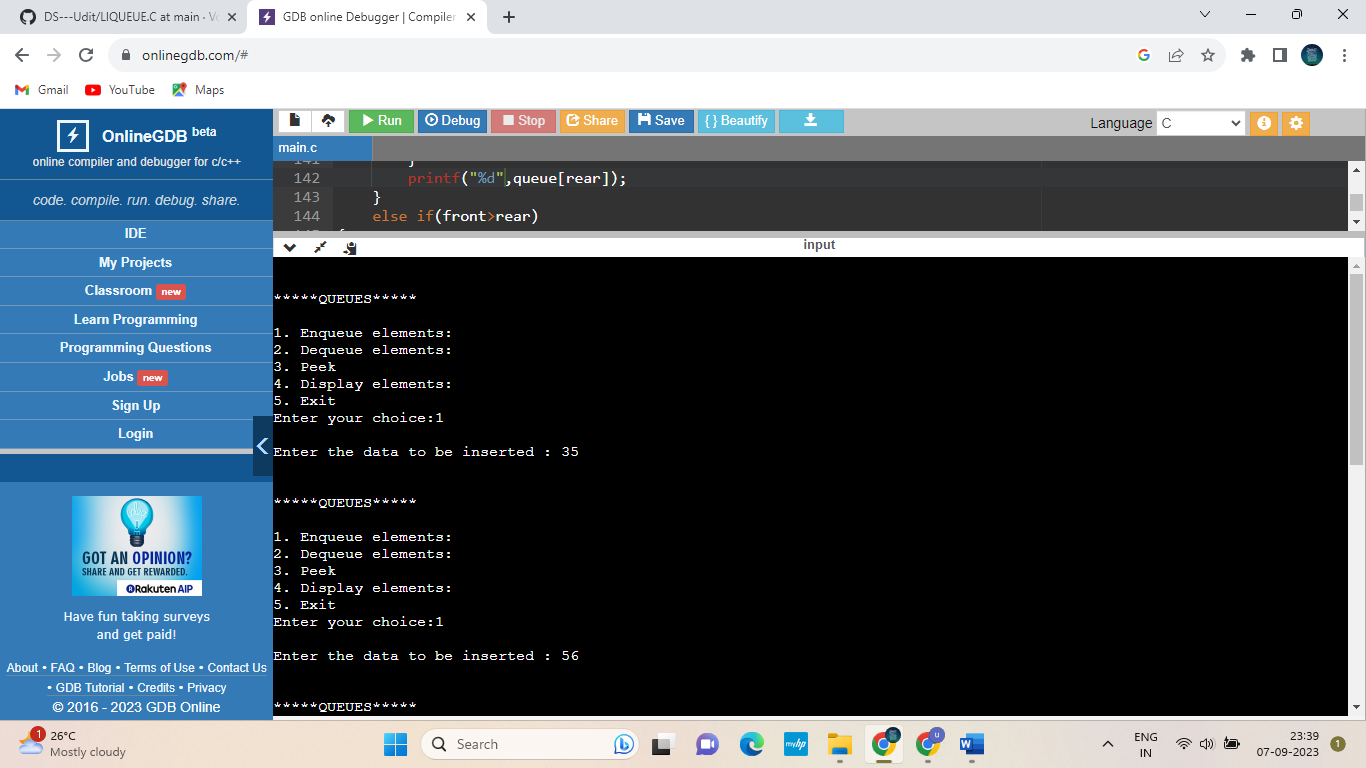 DS---Udit/LIQUEUE.C at main · Vo
GDB online Debugger | Compiler
onlinegdb.com/#
Gmail YouTube Maps
OnlineGDB beta
online compiler and debugger for c/c++
code. compile. run. debug. share.
IDE
My Projects
Classroom new
Learn Programming
Programming Questions
Jobs new
Sign Up
Login
GOT AN OPINION?
SHARE AND GET REWARDED.
Rakuten AIP
Have fun taking surveys
and get paid!
About • FAQ • Blog • Terms of Use • Contact Us
• GDB Tutorial • Credits • Privacy
© 2016 - 2023 GDB Online
Run Debug Stop Share Save { } Beautify
Language C
main.c
141 }
142 printf("%d",queue[rear]);
143 }
144 else if(front>rear)
input
*****QUEUES*****
1. Enqueue elements:
2. Dequeue elements:
3. Peek
4. Display elements:
5. Exit
Enter your choice:1
Enter the data to be inserted : 35
*****QUEUES*****
1. Enqueue elements:
2. Dequeue elements:
3. Peek
4. Display elements:
5. Exit
Enter your choice:1
Enter the data to be inserted : 56
*****QUEUES*****
1
26°C
Mostly cloudy
Search
myhp
u
ENG
IN
23:39
07-09-2023
1